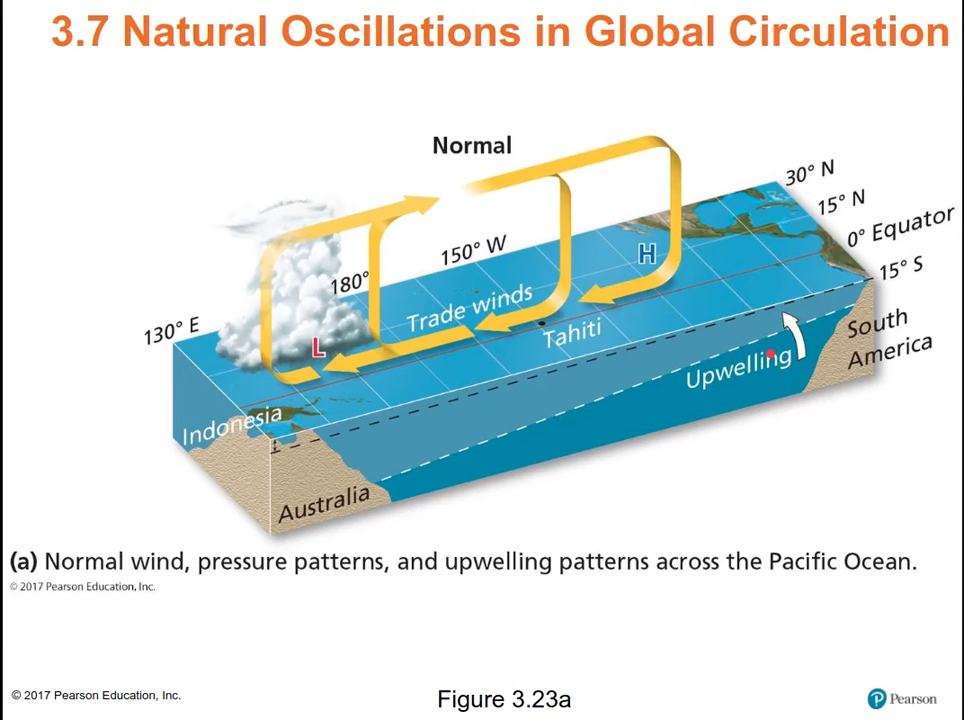 3.7 Natural Oscillations in Global Circulation
Normal
30° N
15° N
0° Equator
15° S
150° W
180°
130° E
H
L
Trade winds
Tahiti
South
America
Upwelling
Indonesia
Australia
(a) Normal wind, pressure patterns, and upwelling patterns across the Pacific Ocean.
© 2017 Pearson Education, Inc.
© 2017 Pearson Education, Inc.
Figure 3.23a
P Pearson